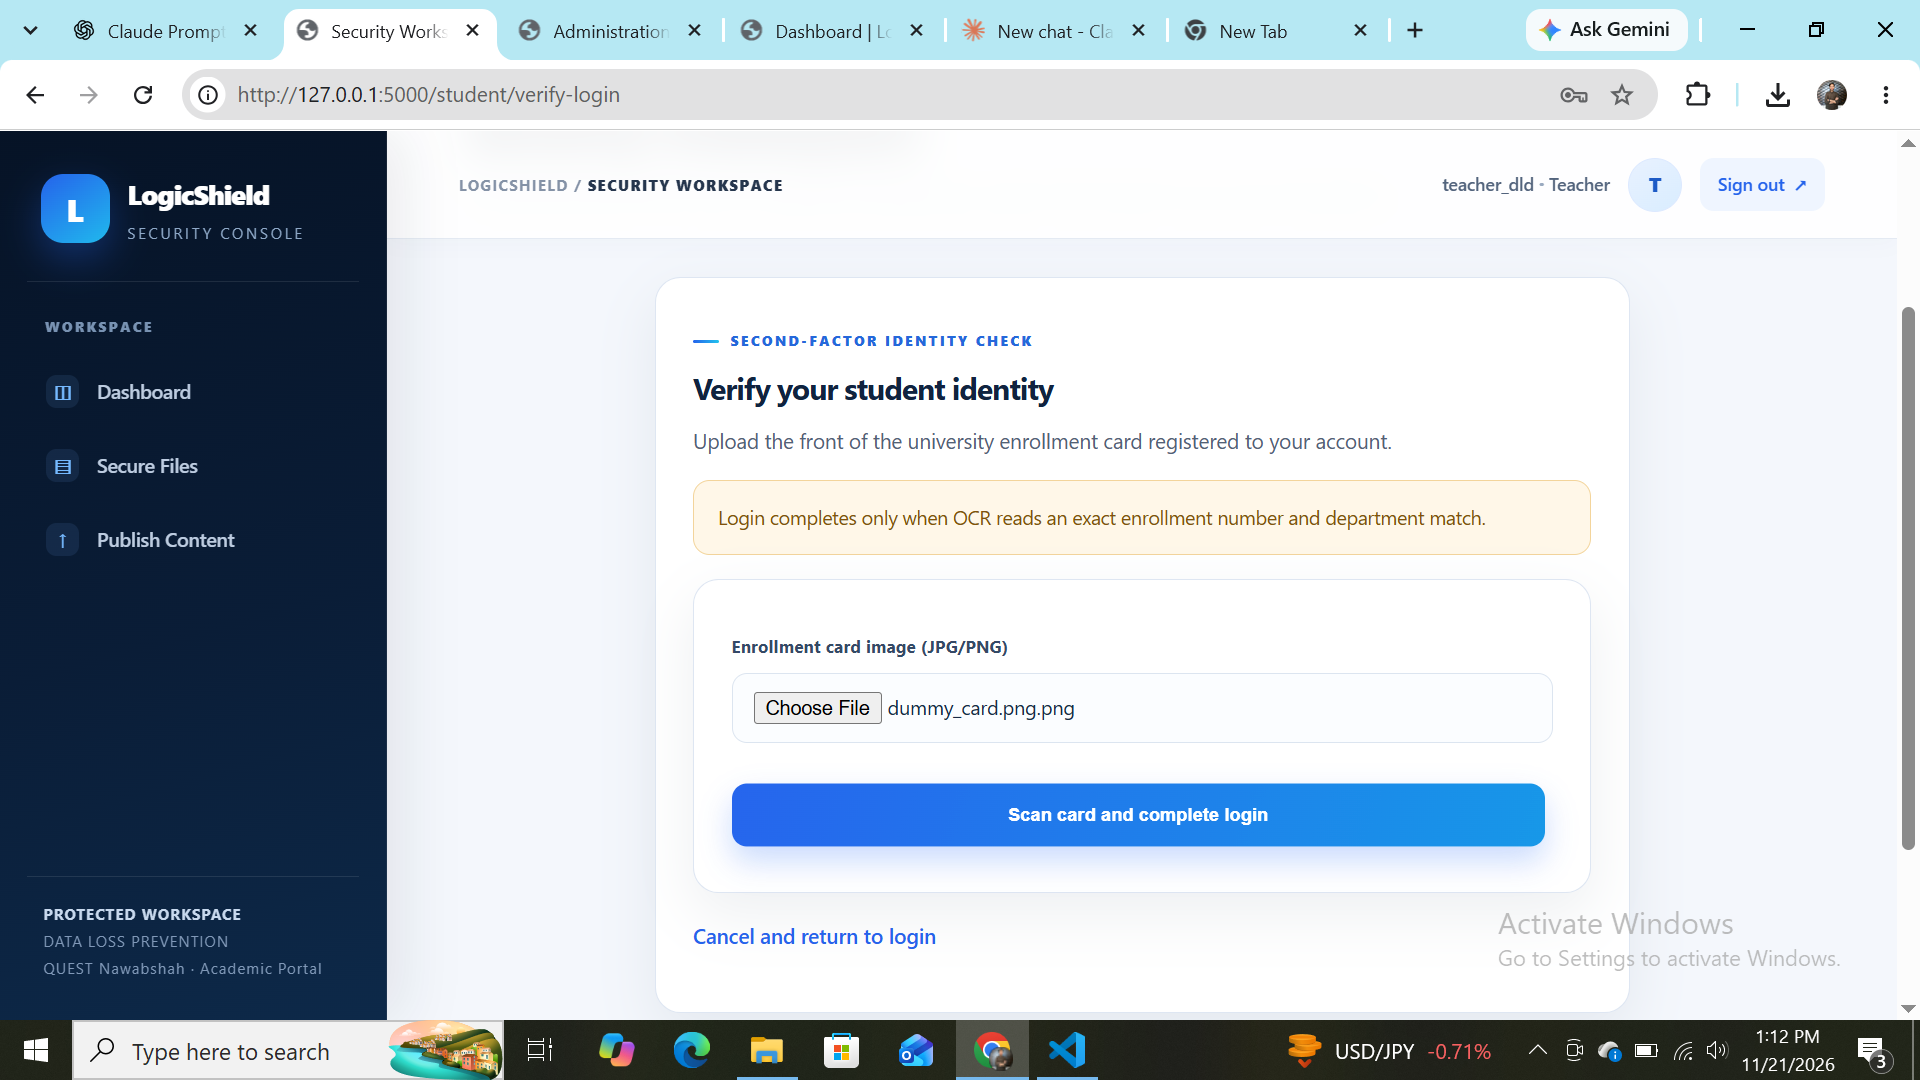 Claude Promp
Security Works
Administration
Dashboard | Lo
New chat - Cla
New Tab
Ask Gemini
http://127.0.0.1:5000/student/verify-login
L
LogicShield
SECURITY CONSOLE
WORKSPACE
Dashboard
Secure Files
Publish Content
PROTECTED WORKSPACE
DATA LOSS PREVENTION
QUEST Nawabshah · Academic Portal
LOGICSHIELD / SECURITY WORKSPACE
teacher_dld · Teacher
T
Sign out ↗
SECOND-FACTOR IDENTITY CHECK
Verify your student identity
Upload the front of the university enrollment card registered to your account.
Login completes only when OCR reads an exact enrollment number and department match.
Enrollment card image (JPG/PNG)
Choose File dummy_card.png.png
Scan card and complete login
Cancel and return to login
Activate Windows
Go to Settings to activate Windows.
Type here to search
USD/JPY -0.71%
1:12 PM
11/21/2026
3